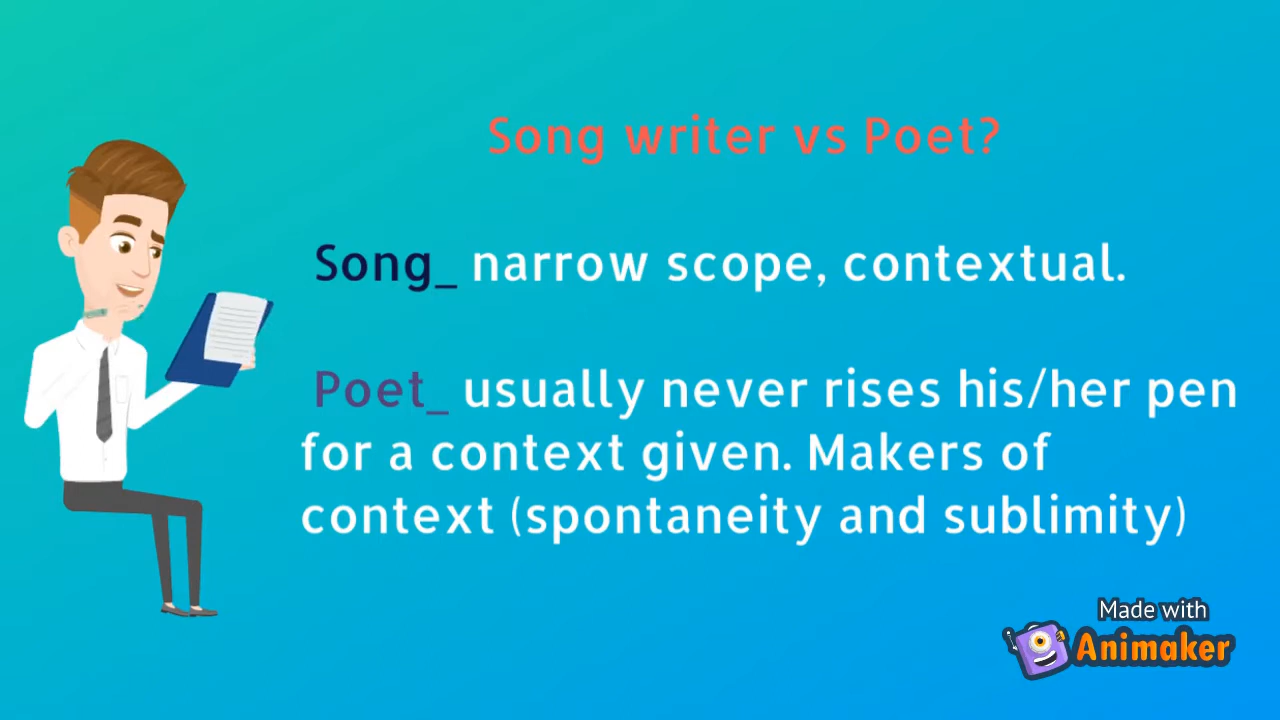 Song writer vs Poet?
Song_ narrow scope, contextual.
Poet_ usually never rises his/her pen
for a context given. Makers of
context (spontaneity and sublimity)
Made with
Animaker